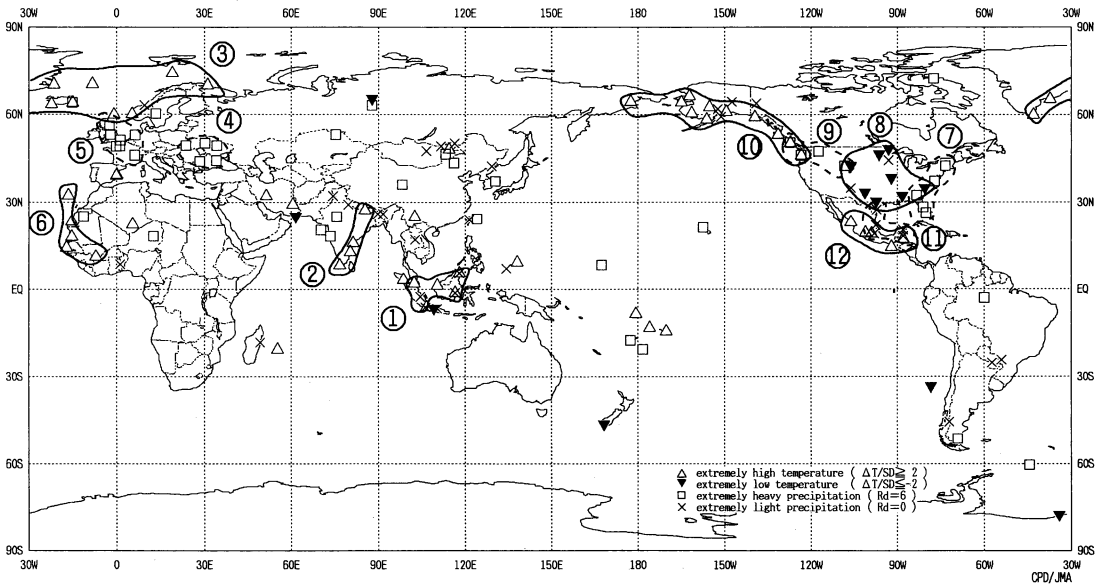 30W 0 30E 60E 90E 120E 150E 180 150W 120W 90W 60W 30W
90N 90N
③
60N 60N
④ ⑨ ⑧ ⑦
⑤ ⑩
30N 30N
⑥ ⑪
② ⑫
EQ EQ
①
30S 30S
60S 60S
△ extremely high temperature ( ΔT/SD≧ 2 )
▼ extremely low temperature ( ΔT/SD≦-2 )
□ extremely heavy precipitation ( Rd=6 )
× extremely light precipitation ( Rd=0 )
90S 90S
30W 0 30E 60E 90E 120E 150E 180 150W 120W 90W 60W 30W
CPD/JMA